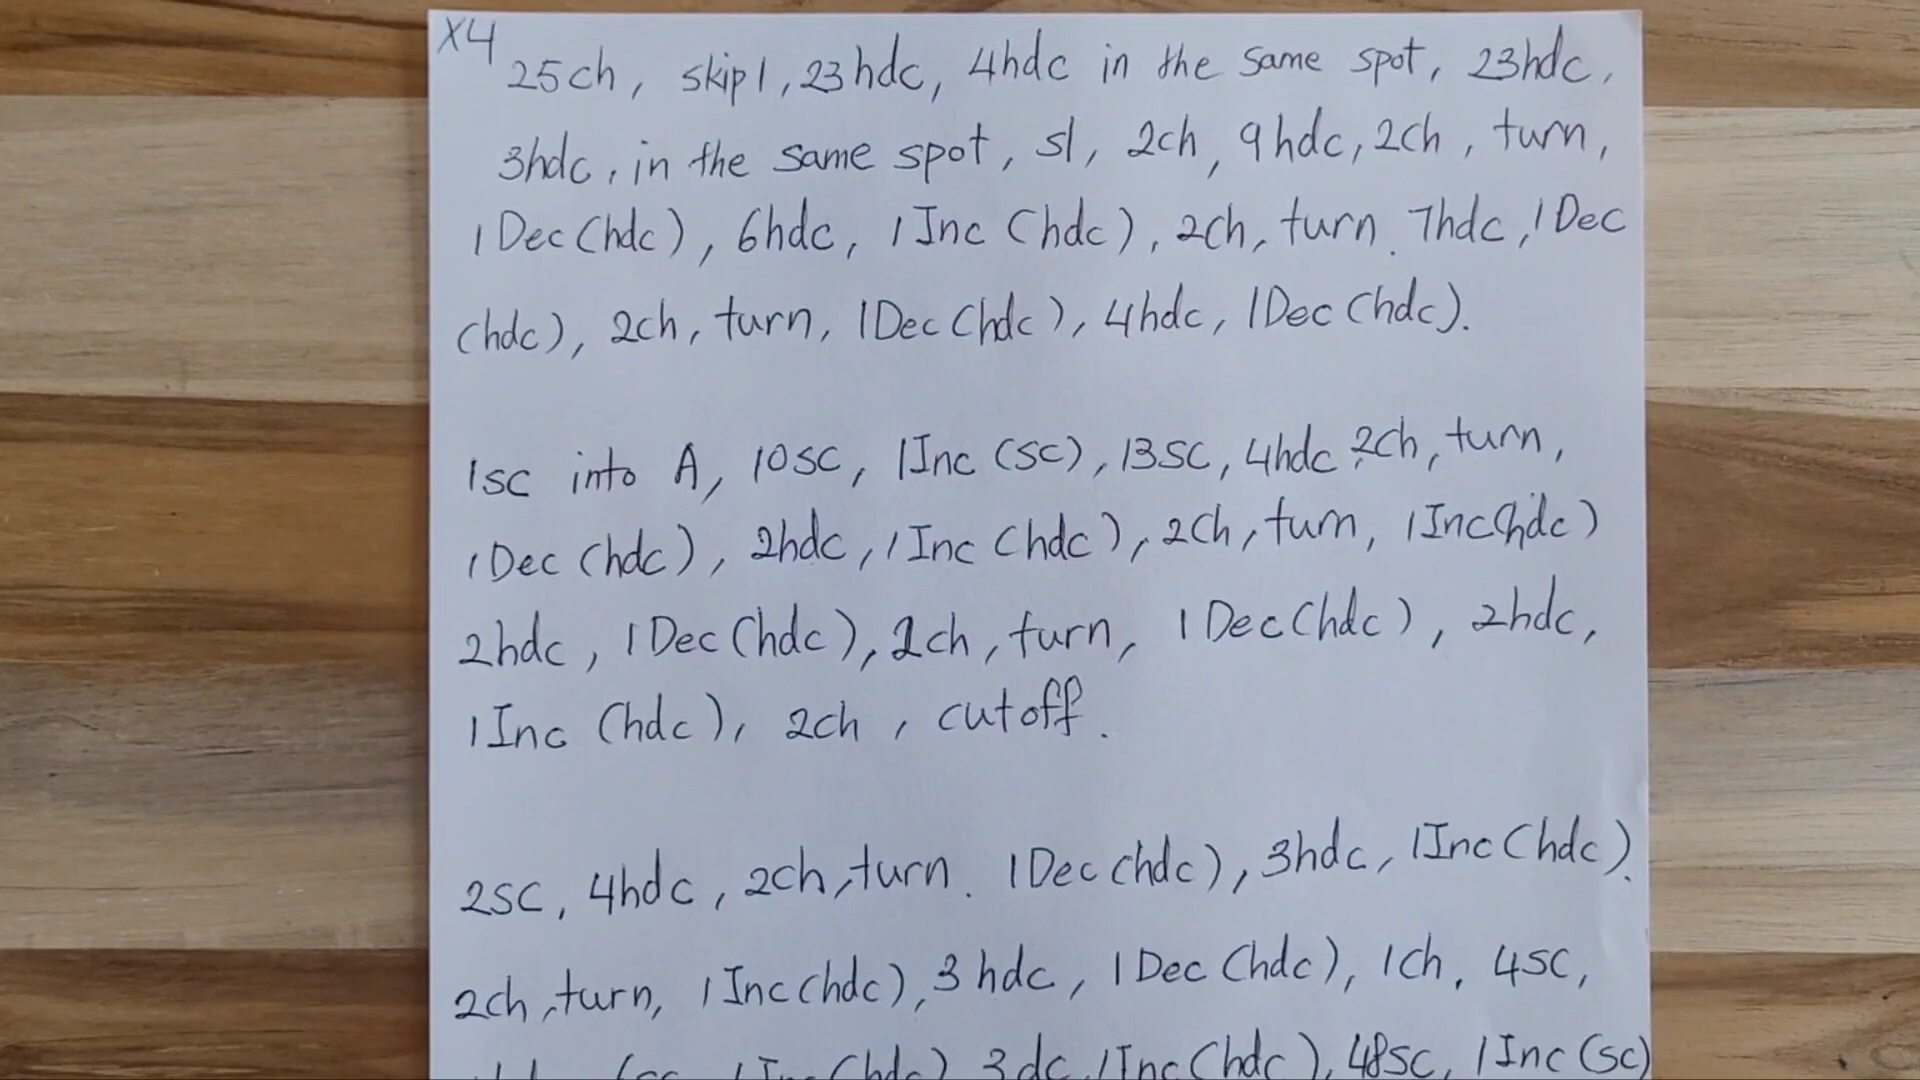 X4
25ch, skip1, 23hdc, 4hdc in the same spot, 23hdc,
3hdc, in the same spot, sl, 2ch, 9hdc, 2ch, turn,
1Dec(hdc), 6hdc, 1Inc (hdc), 2ch, turn. 7hdc, 1Dec
(hdc), 2ch, turn, 1Dec(hdc), 4hdc, 1Dec(hdc).
1sc into A, 10sc, 1Inc (sc), 13sc, 4hdc 2ch, turn,
1Dec(hdc), 2hdc, 1Inc (hdc), 2ch, turn, 1Inc(hdc)
2hdc, 1Dec(hdc), 2ch, turn, 1Dec(hdc), 2hdc,
1Inc (hdc), 2ch, cutoff.
2sc, 4hdc, 2ch, turn. 1Dec(hdc), 3hdc, 1Inc(hdc).
2ch, turn, 1Inc(hdc), 3hdc, 1Dec(hdc), 1ch, 4sc,
3dc, 1Inc(hdc), 48sc, 1Inc(sc)